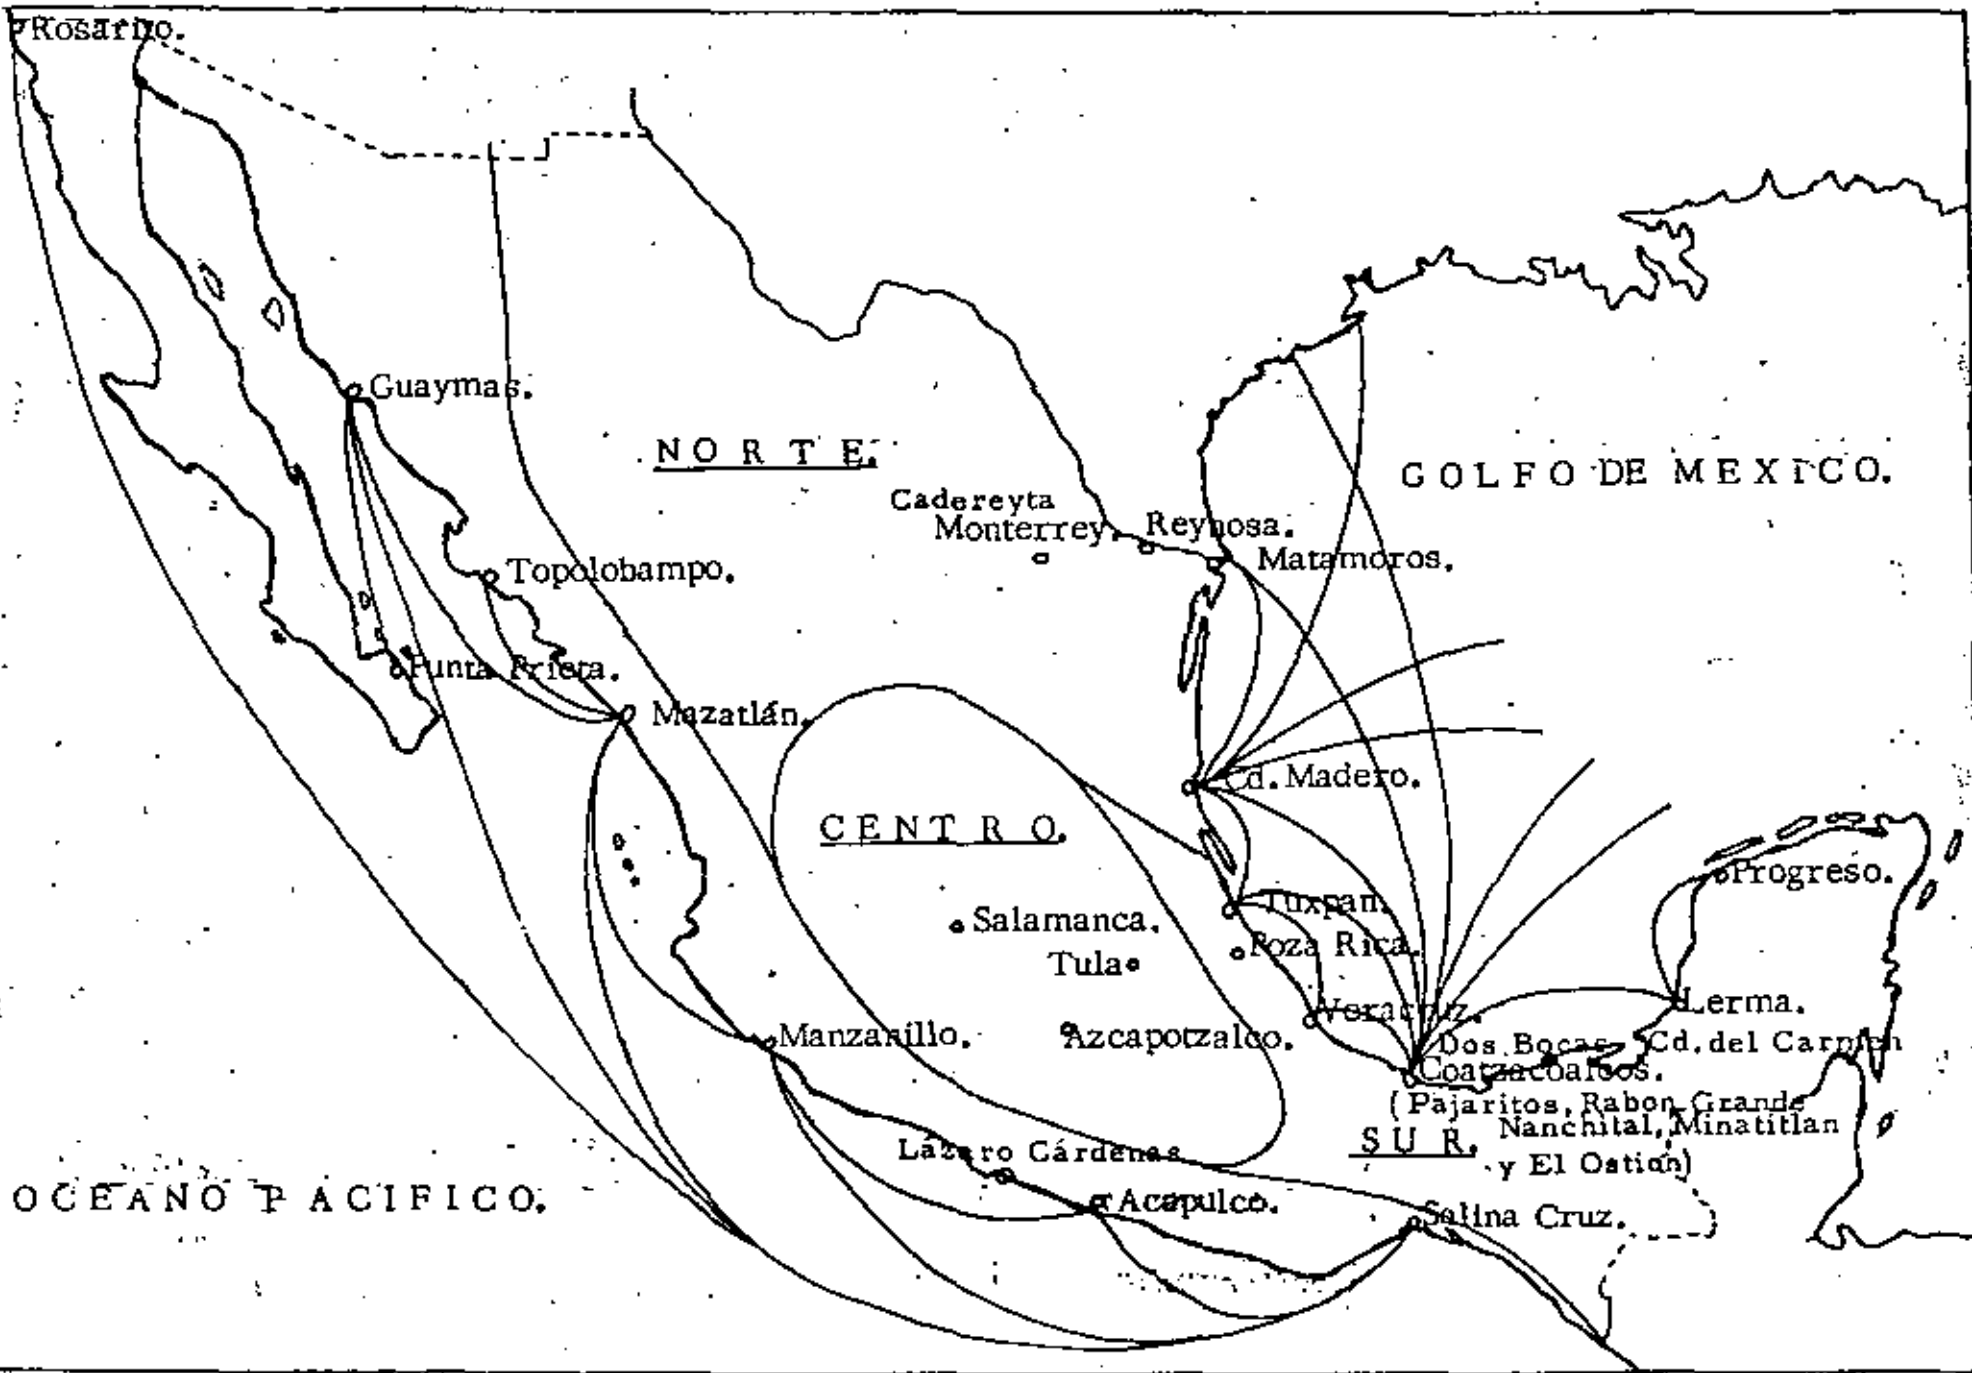 Rosarito.
Guaymas.
NORTE.
GOLFO DE MEXICO.
Cadereyta
Monterrey.
Reynosa.
Matamoros.
Topolobampo.
Punta Prieta.
Mazatlán.
Cd. Madero.
CENTRO.
Progreso.
Tuxpan.
Salamanca.
Poza Rica.
Tula
Lerma.
Veracruz.
Manzanillo.
Azcapotzalco.
Dos Bocas
Cd. del Carmen
Coatzacoalcos.
(Pajaritos, Rabon Grande
Nanchital, Minatitlan
y El Ostion)
SUR.
Lázaro Cárdenas
OCEANO PACIFICO.
Acapulco.
Salina Cruz.